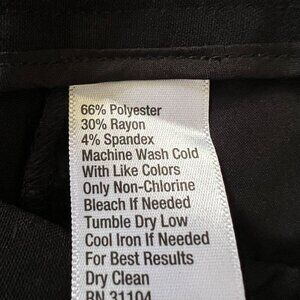 66% Polyester
30% Rayon
4% Spandex
Machine Wash Cold
With Like Colors
Only Non-Chlorine
Bleach If Needed
Tumble Dry Low
Cool Iron If Needed
For Best Results
Dry Clean
RN 31104